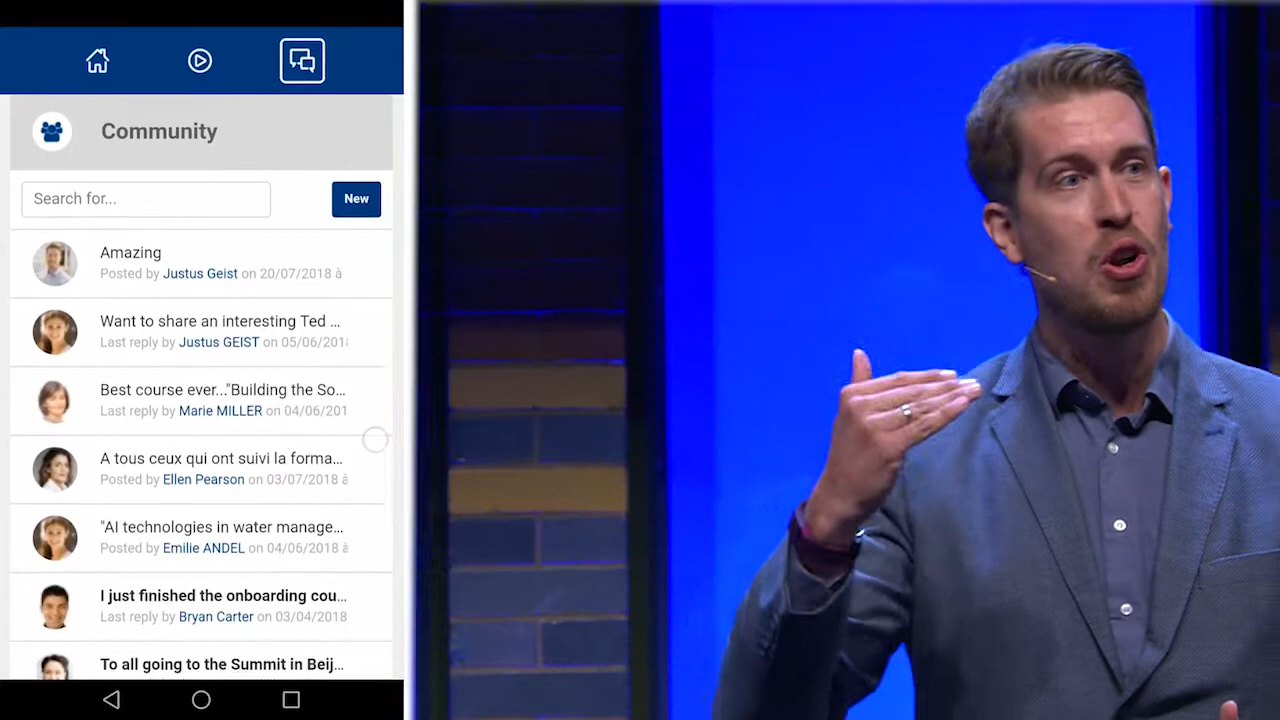 Community
Search for...
New
Amazing
Posted by Justus Geist on 20/07/2018 à
Want to share an interesting Ted ...
Last reply by Justus GEIST on 05/06/201
Best course ever..."Building the So...
Last reply by Marie MILLER on 04/06/201
A tous ceux qui ont suivi la forma...
Posted by Ellen Pearson on 03/07/2018 à
"AI technologies in water manage...
Posted by Emilie ANDEL on 04/06/2018 à
I just finished the onboarding cou...
Last reply by Bryan Carter on 03/04/2018
To all going to the Summit in Beij...